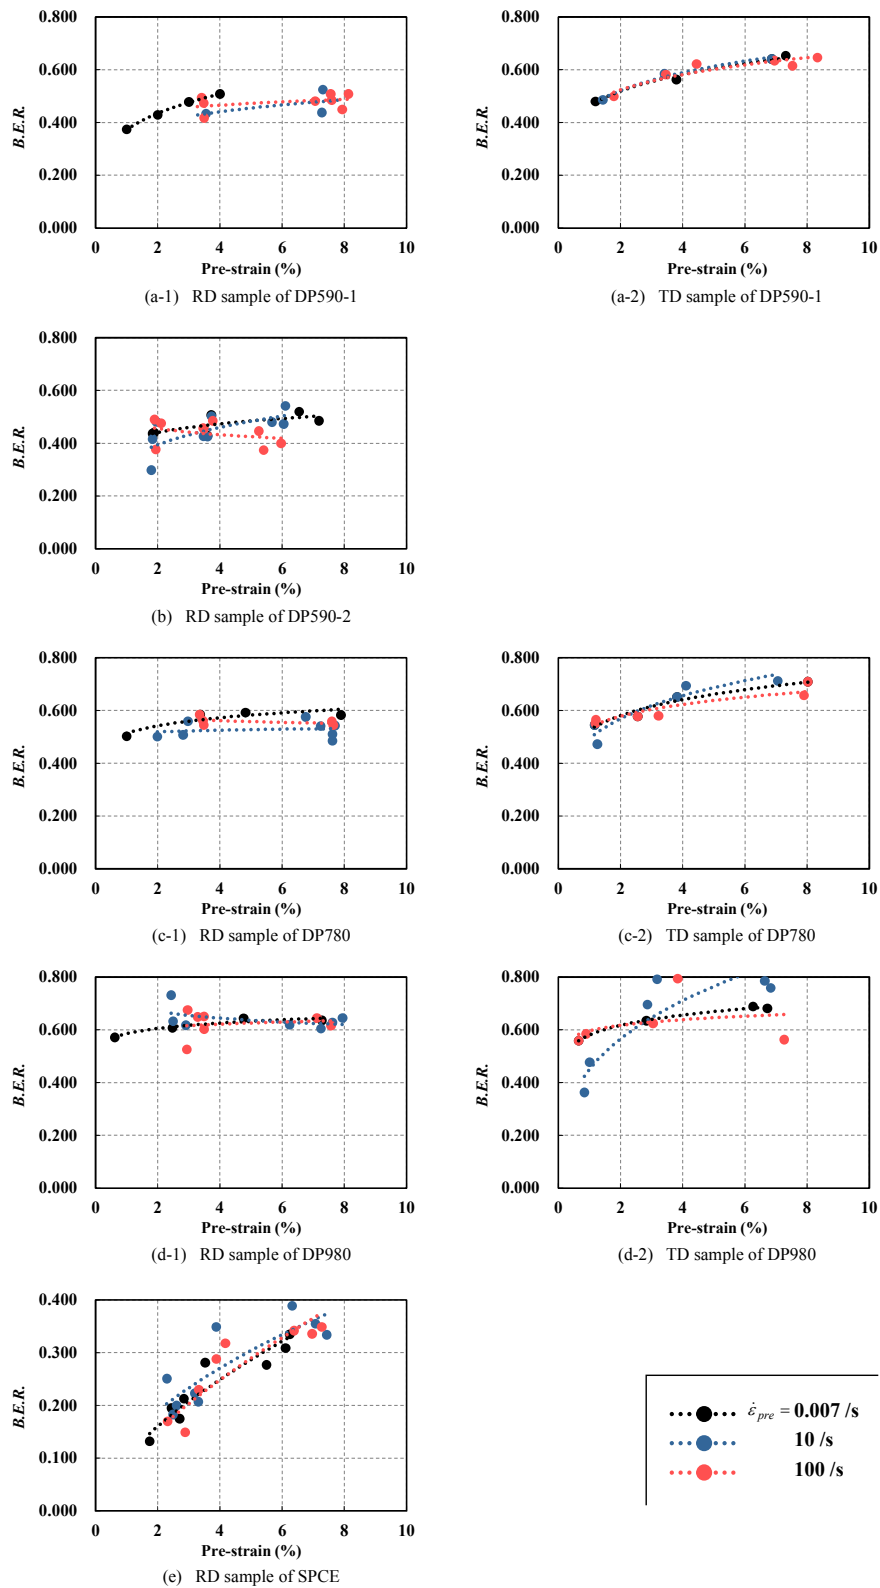 0.800
0.600
0.400
0.200
0.000
B.E.R.
0 2 4 6 8 10
Pre-strain (%)
(a-1) RD sample of DP590-1
0.800
0.600
0.400
0.200
0.000
B.E.R.
0 2 4 6 8 10
Pre-strain (%)
(a-2) TD sample of DP590-1
0.800
0.600
0.400
0.200
0.000
B.E.R.
0 2 4 6 8 10
Pre-strain (%)
(b) RD sample of DP590-2
0.800
0.600
0.400
0.200
0.000
B.E.R.
0 2 4 6 8 10
Pre-strain (%)
(c-1) RD sample of DP780
0.800
0.600
0.400
0.200
0.000
B.E.R.
0 2 4 6 8 10
Pre-strain (%)
(c-2) TD sample of DP780
0.800
0.600
0.400
0.200
0.000
B.E.R.
0 2 4 6 8 10
Pre-strain (%)
(d-1) RD sample of DP980
0.800
0.600
0.400
0.200
0.000
B.E.R.
0 2 4 6 8 10
Pre-strain (%)
(d-2) TD sample of DP980
0.400
0.300
0.200
0.100
0.000
B.E.R.
0 2 4 6 8 10
Pre-strain (%)
(e) RD sample of SPCE
ε̇pre = 0.007 /s
10 /s
100 /s